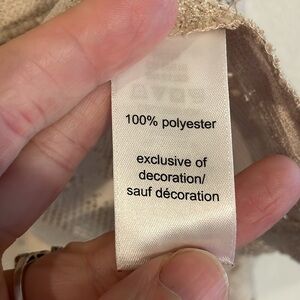 100% polyester
exclusive of
decoration/
sauf décoration